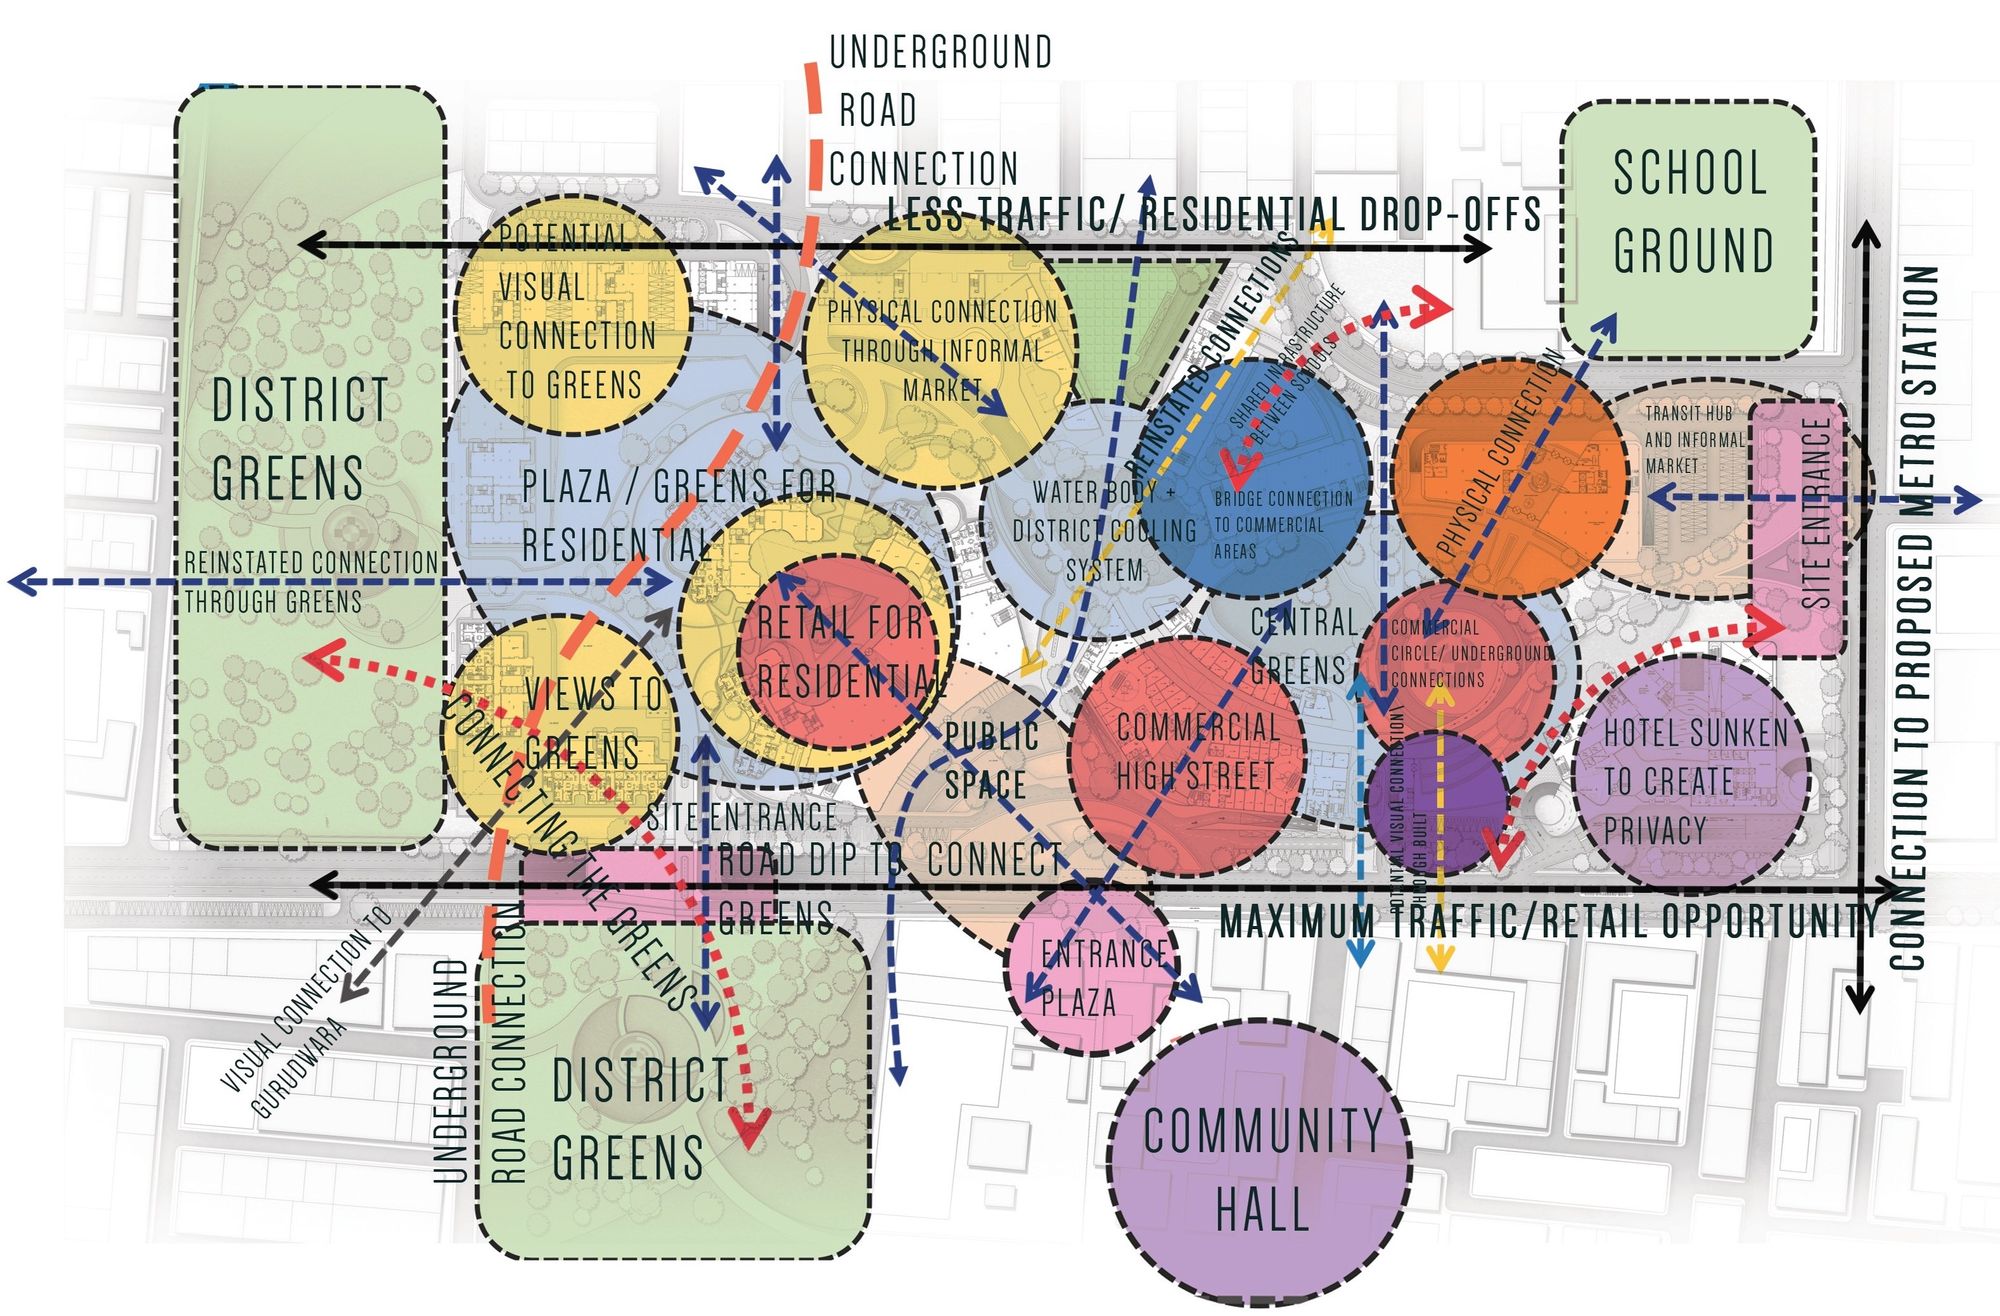 UNDERGROUND
ROAD
CONNECTION
LESS TRAFFIC/ RESIDENTIAL DROP-OFFS
SCHOOL
GROUND
POTENTIAL
VISUAL
CONNECTION
TO GREENS
PHYSICAL CONNECTION
THROUGH INFORMAL
MARKET
REINSTATED CONNECTIONS
SHARED INFRASTRUCTURE
BETWEEN SCHOOLS
DISTRICT
GREENS
PLAZA / GREENS FOR
RESIDENTIAL
WATER BODY +
DISTRICT COOLING
SYSTEM
BRIDGE CONNECTION
TO COMMERCIAL
AREAS
PHYSICAL CONNECTION
TRANSIT HUB
AND INFORMAL
MARKET
SITE ENTRANCE
CONNECTION TO PROPOSED METRO STATION
REINSTATED CONNECTION
THROUGH GREENS
RETAIL FOR
RESIDENTIAL
CENTRAL
GREENS
COMMERCIAL
CIRCLE/ UNDERGROUND
CONNECTIONS
VIEWS TO
GREENS
CONNECTING THE GREENS
PUBLIC
SPACE
COMMERCIAL
HIGH STREET
POTENTIAL VISUAL CONNECTION\
THROUGH BUILT
HOTEL SUNKEN
TO CREATE
PRIVACY
SITE ENTRANCE
ROAD DIP TO CONNECT
GREENS
MAXIMUM TRAFFIC/RETAIL OPPORTUNITY
ENTRANCE
PLAZA
VISUAL CONNECTION TO
GURUDWARA
UNDERGROUND
ROAD CONNECTION
DISTRICT
GREENS
COMMUNITY
HALL